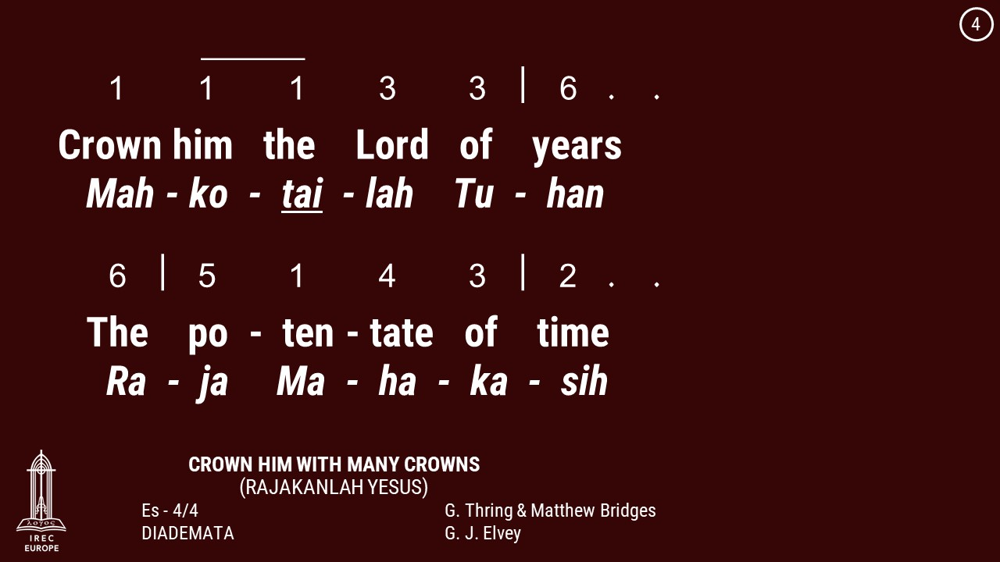 4
1 1 1 3 3 | 6 . .
Crown him the Lord of years
Mah - ko - tai - lah Tu - han
6 | 5 1 4 3 | 2 . .
The po - ten - tate of time
Ra - ja Ma - ha - ka - sih
CROWN HIM WITH MANY CROWNS
(RAJAKANLAH YESUS)
Es - 4/4 G. Thring & Matthew Bridges
DIADEMATA G. J. Elvey
λογος
IREC
EUROPE